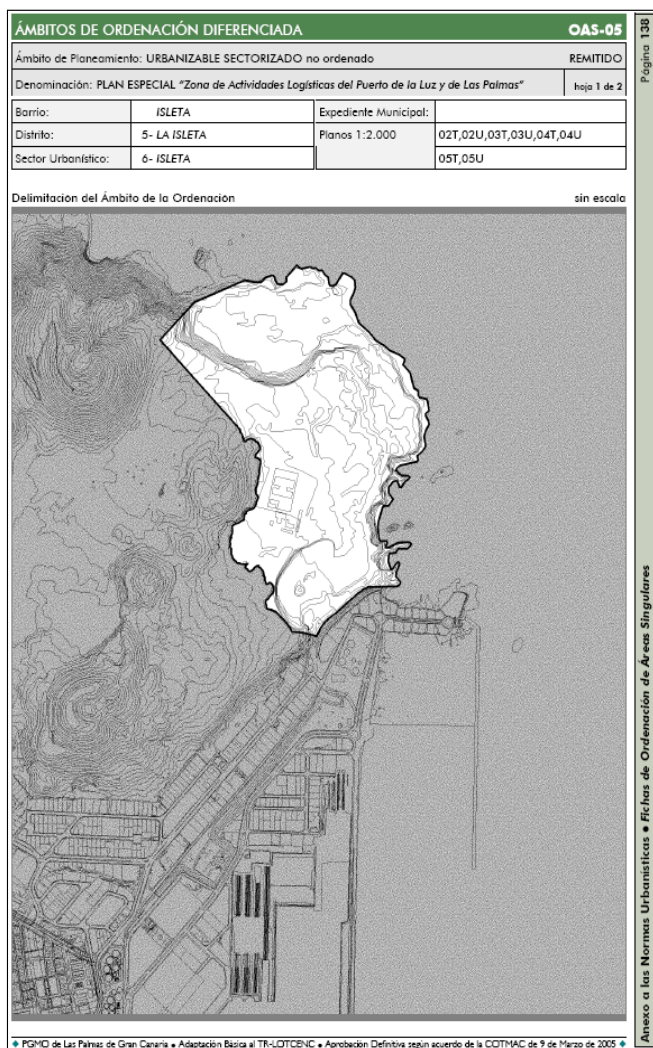 ÁMBITOS DE ORDENACIÓN DIFERENCIADA OAS-05
Ámbito de Planeamiento: URBANIZABLE SECTORIZADO no ordenado REMITIDO
Denominación: PLAN ESPECIAL "Zona de Actividades Logísticas del Puerto de la Luz y de Las Palmas" hoja 1 de 2
Barrio: ISLETA Expediente Municipal:
Distrito: 5- LA ISLETA Planos 1:2.000 02T,02U,03T,03U,04T,04U
Sector Urbanístico: 6- ISLETA 05T,05U
Delimitación del Ámbito de la Ordenación sin escala
◆ PGMO de Las Palmas de Gran Canaria ● Adaptación Básica al TR-LOTCENC ● Aprobación Definitiva según acuerdo de la COTMAC de 9 de Marzo de 2005 ◆
Anexo a las Normas Urbanísticas ● Fichas de Ordenación de Áreas Singulares Página 138